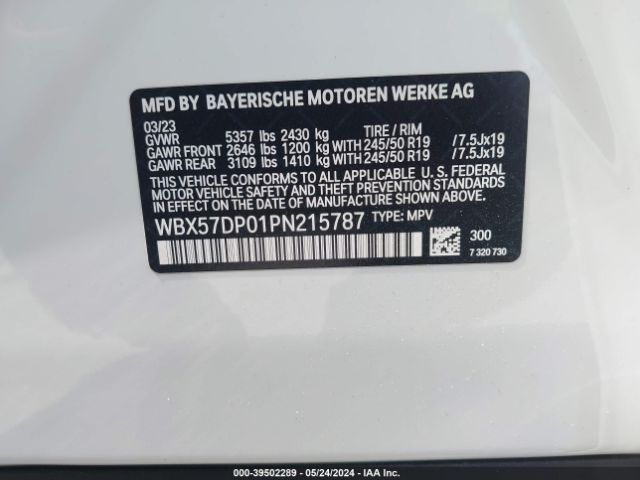 MFD BY BAYERISCHE MOTOREN WERKE AG
03/23
GVWR 5357 lbs 2430 kg TIRE / RIM
GAWR FRONT 2646 lbs 1200 kg WITH 245/50 R19 /7.5Jx19
GAWR REAR 3109 lbs 1410 kg WITH 245/50 R19 /7.5Jx19
THIS VEHICLE CONFORMS TO ALL APPLICABLE U. S. FEDERAL
MOTOR VEHICLE SAFETY AND THEFT PREVENTION STANDARDS
IN EFFECT ON THE DATE OF MANUFACTURE SHOWN ABOVE.
WBX57DP01PN215787 TYPE: MPV
300
7 320 730
000-39502289 - 05/24/2024 - IAA Inc.